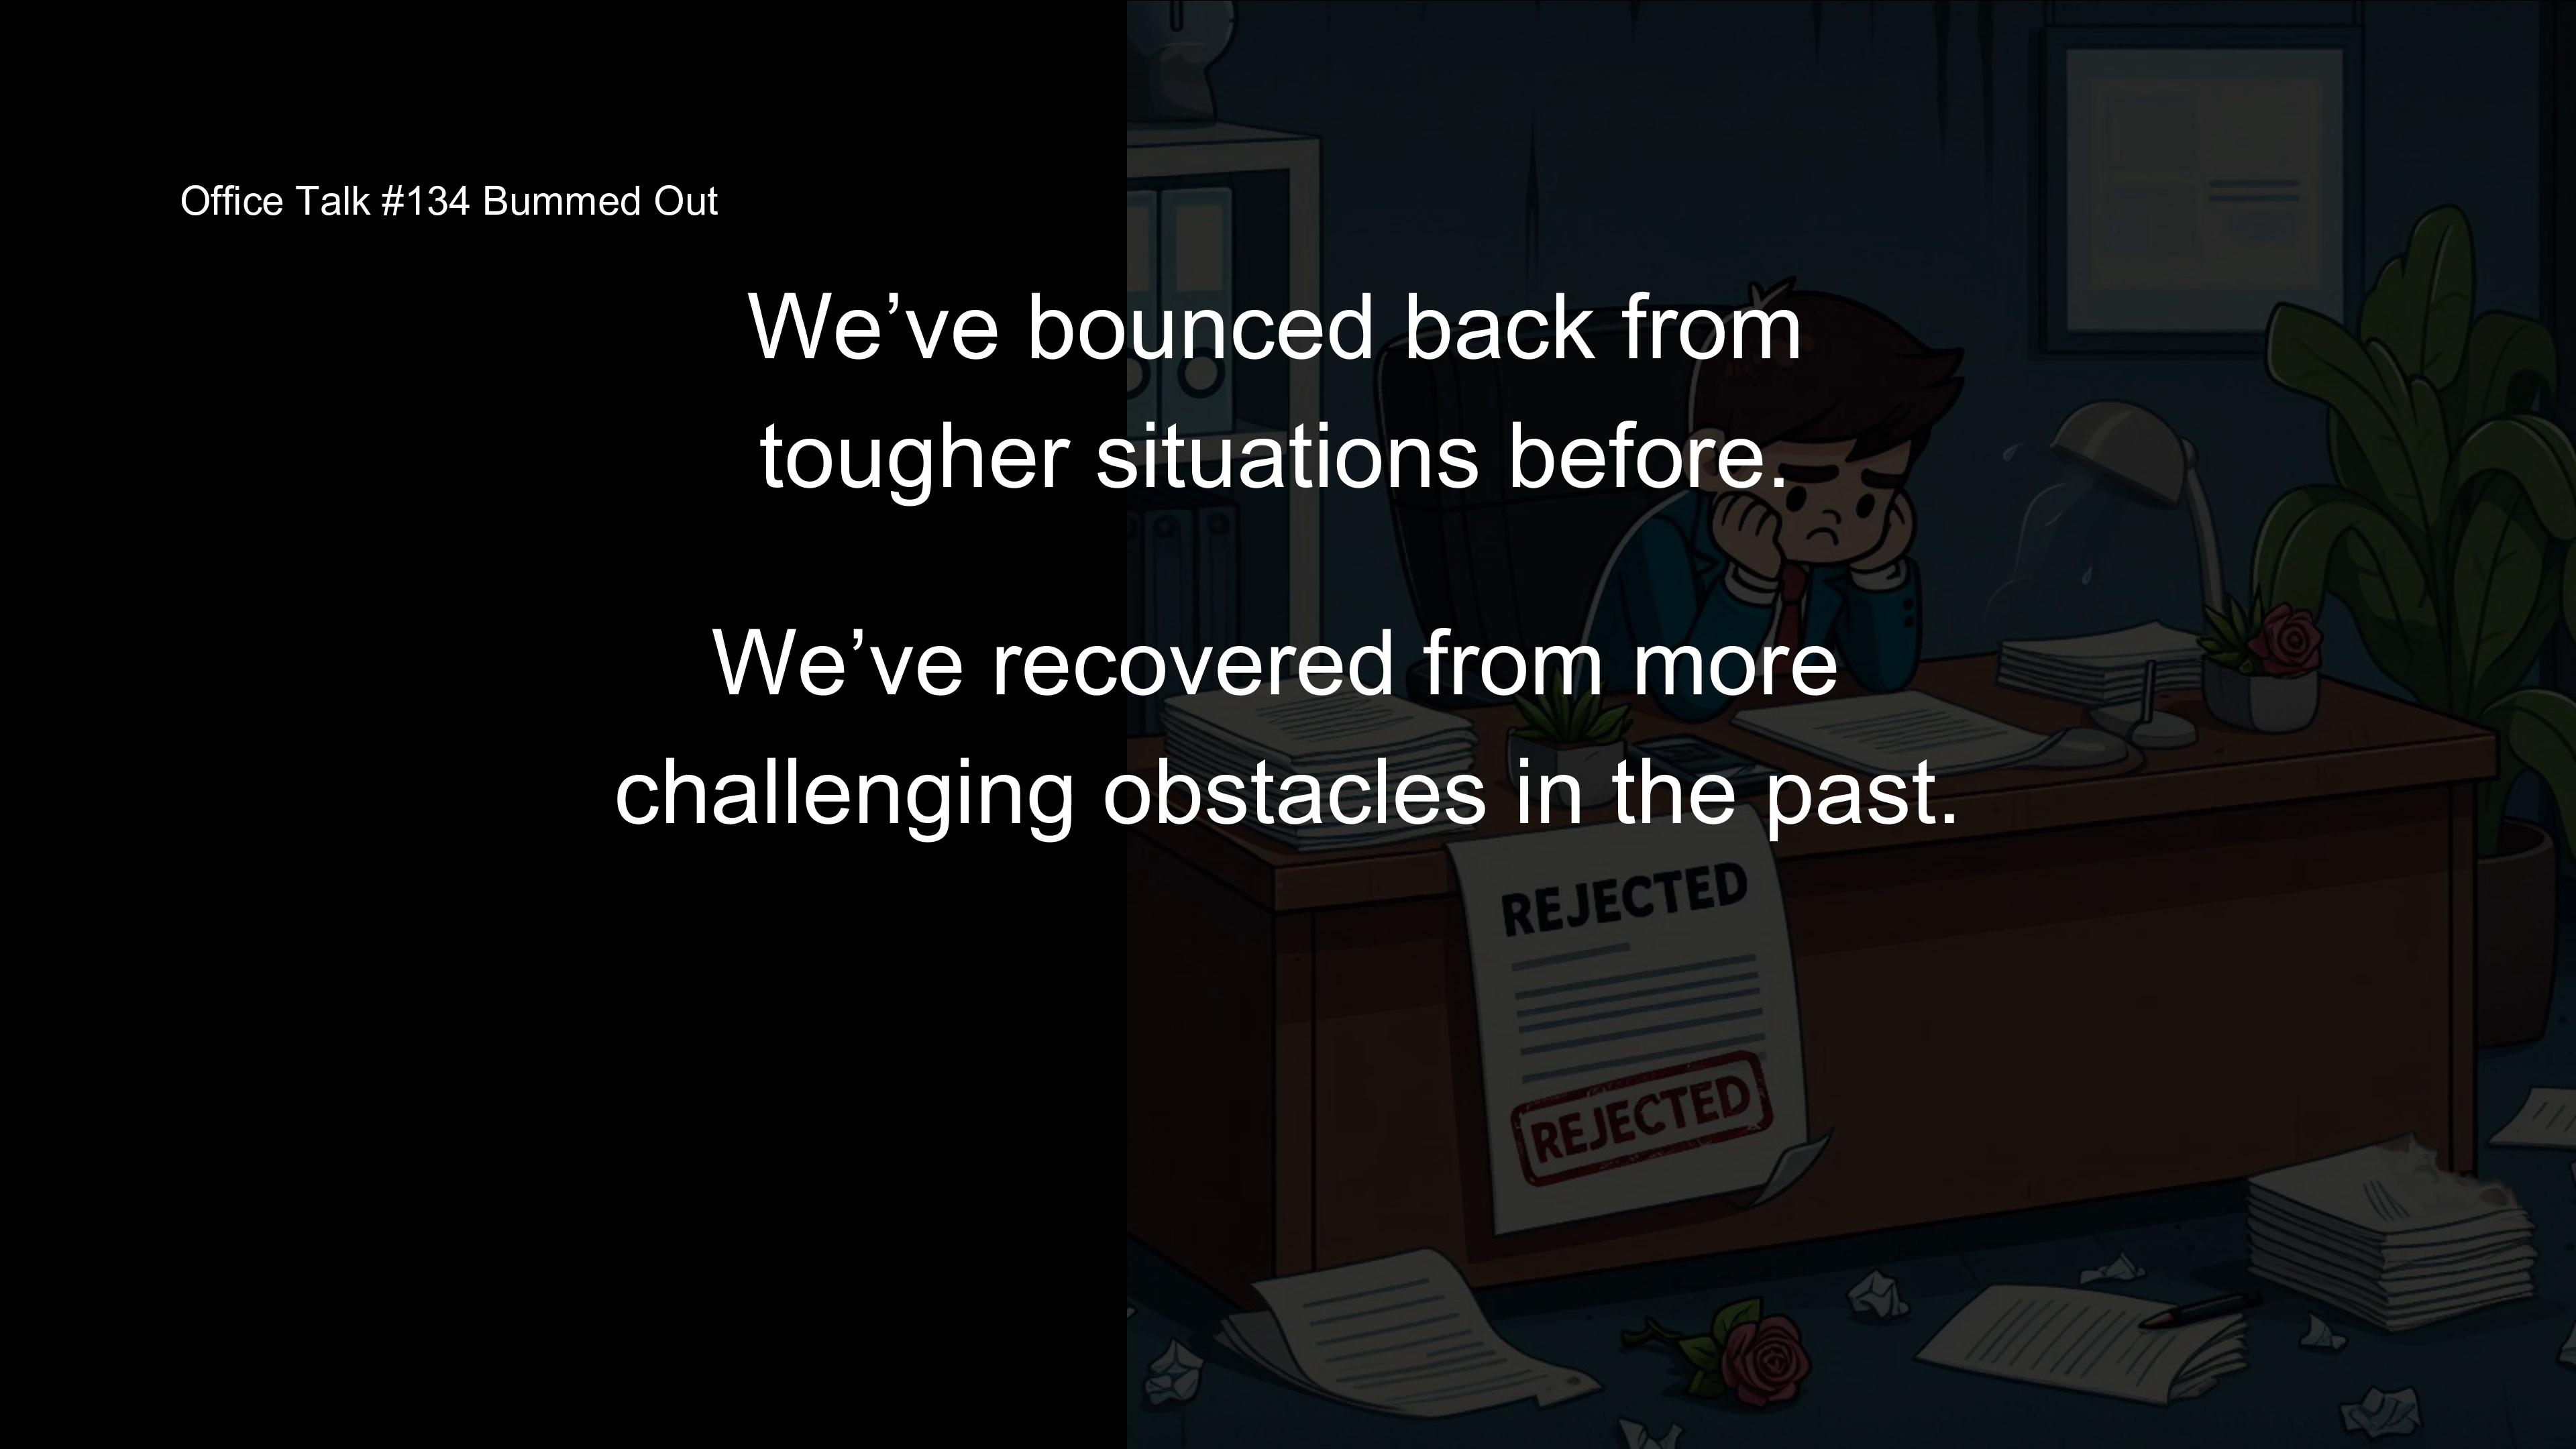 Office Talk #134 Bummed Out
We’ve bounced back from
tougher situations before.
We’ve recovered from more
challenging obstacles in the past.
REJECTED
REJECTED